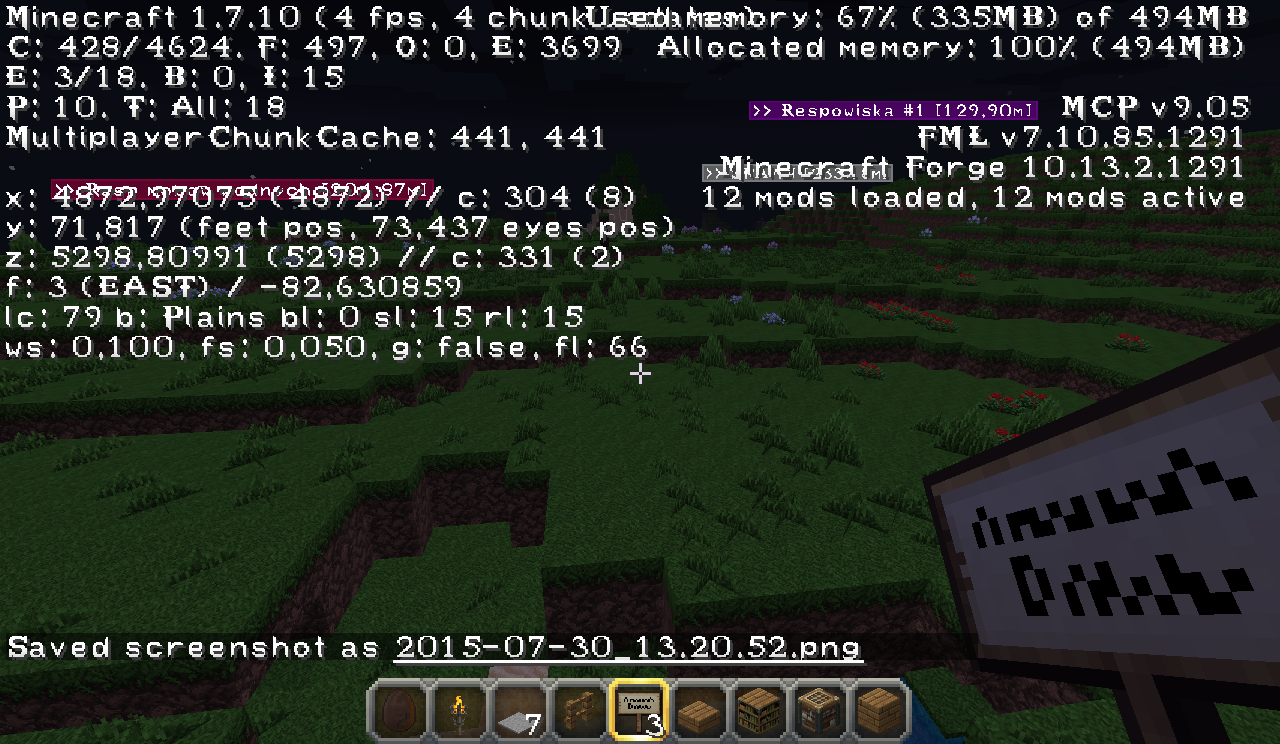 Minecraft 1.7.10 (4 fps, 4 chunk
Used memory: 67% (335MB) of 494MB
C: 428/4624. F: 497, O: 0, E: 3699
Allocated memory: 100% (494MB)
E: 3/18. B: 0, I: 15
P: 10. T: All: 18
>> Respowiska #1 [129,90m]
MCP v9.05
MultiplayerChunkCache: 441, 441
FML v7.10.85.1291
Minecraft Forge 10.13.2.1291
x: 4872,97075 (4872) // c: 304 (8)
12 mods loaded, 12 mods active
y: 71,817 (feet pos, 73,437 eyes pos)
z: 5298,80991 (5298) // c: 331 (2)
f: 3 (EAST) / -82,630859
lc: 79 b: Plains bl: 0 sl: 15 rl: 15
ws: 0,100, fs: 0,050, g: false, fl: 66
Saved screenshot as 2015-07-30_13.20.52.png
7
3